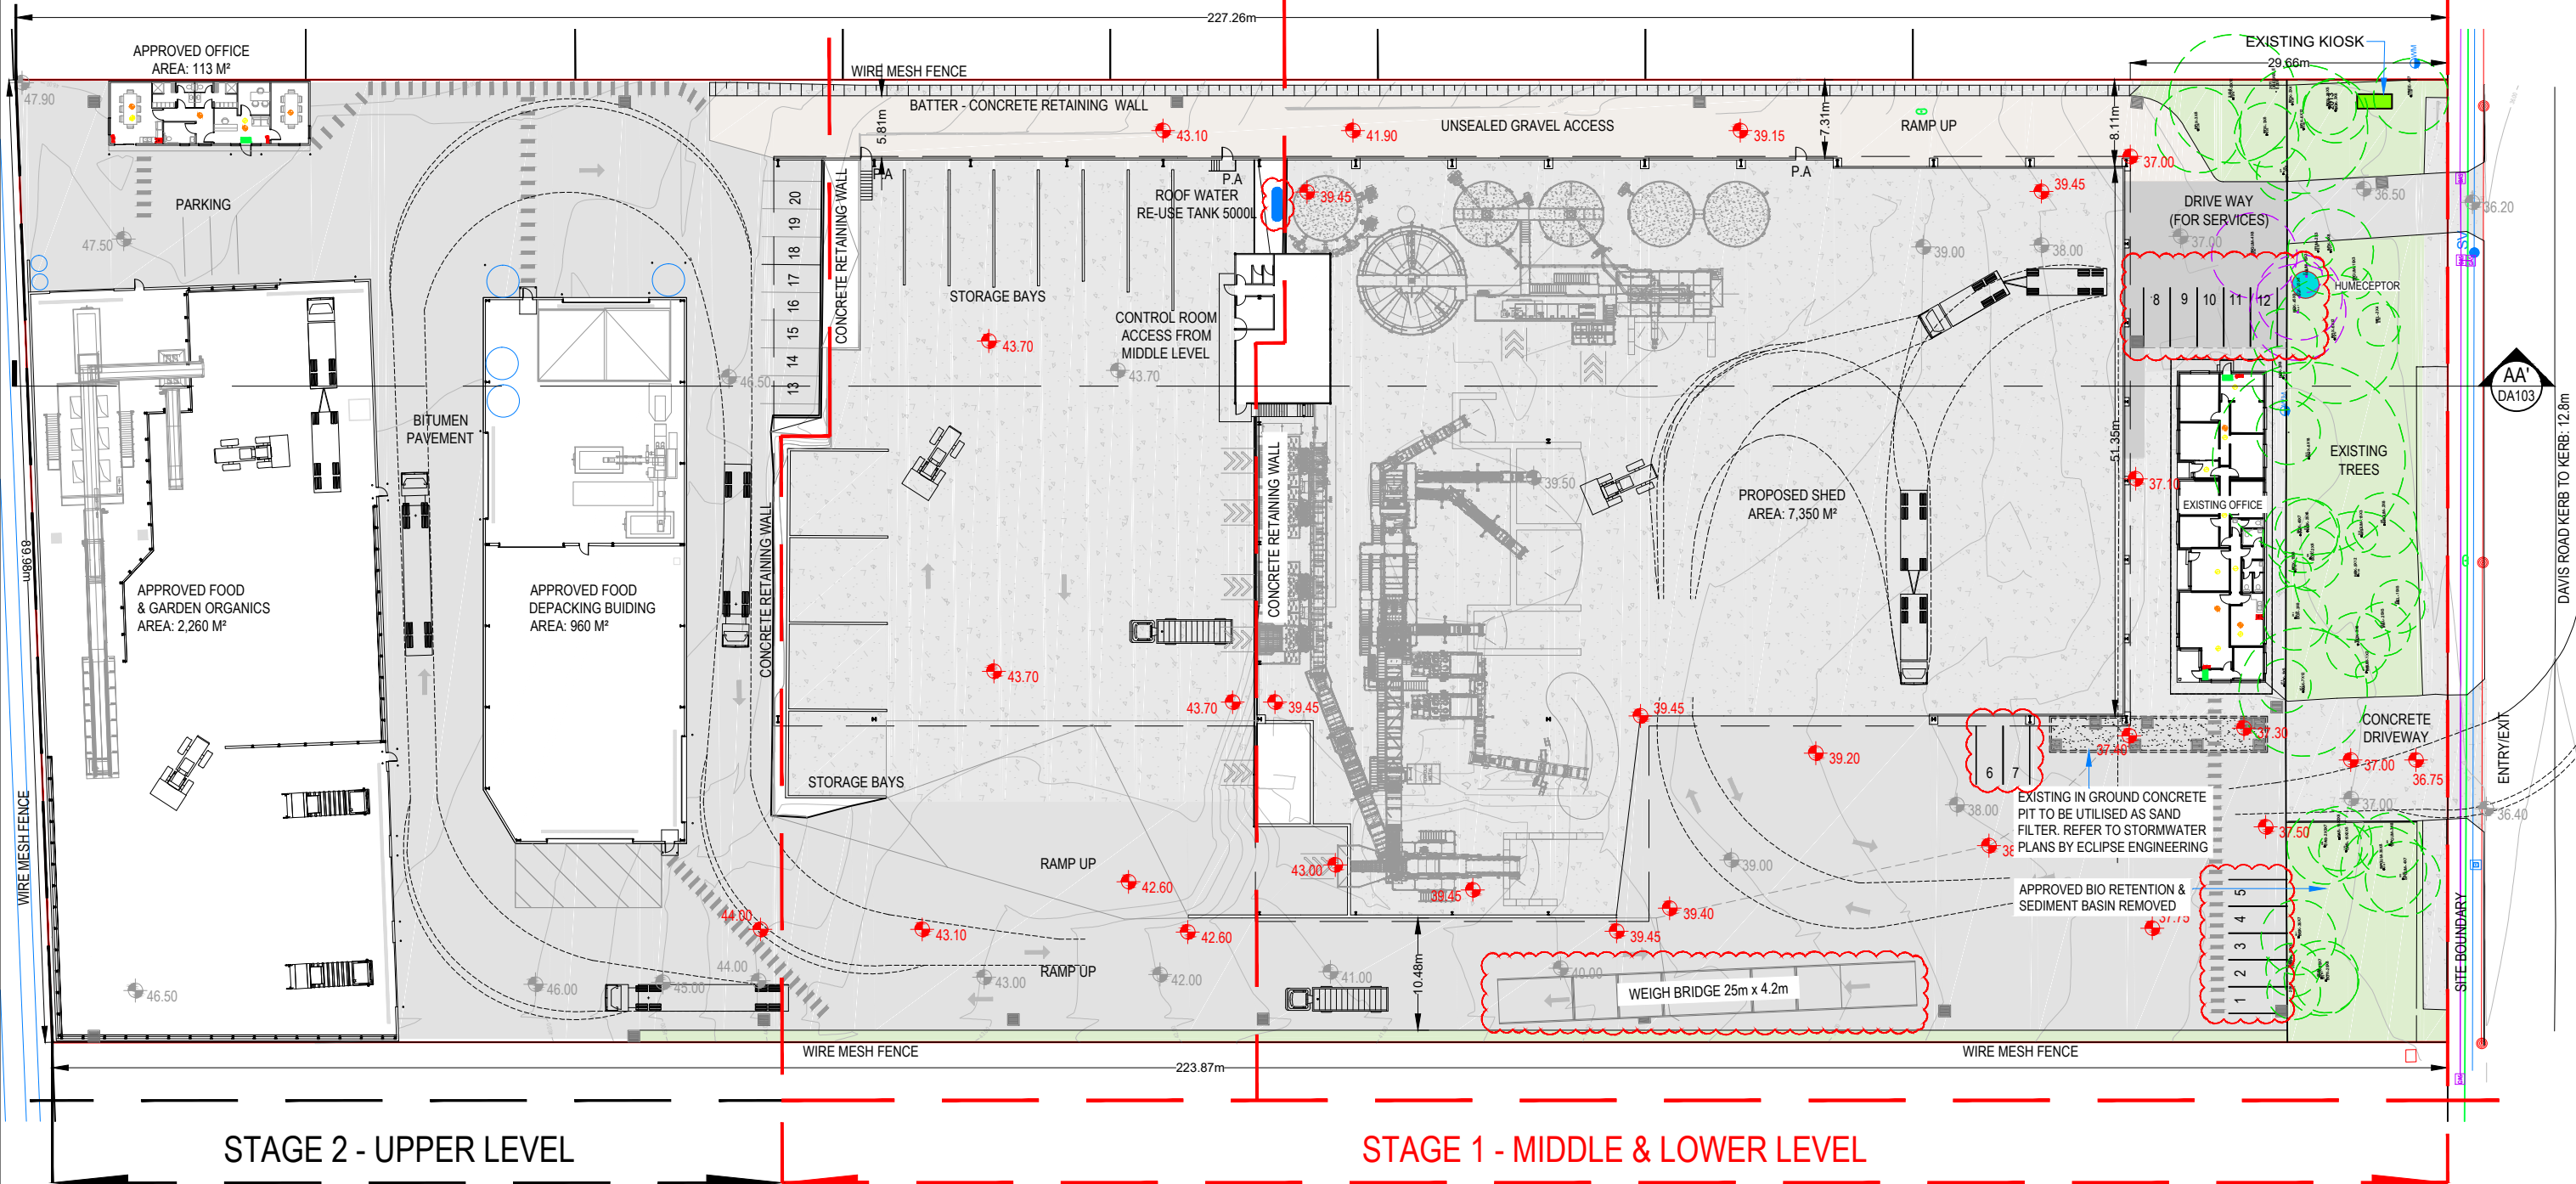 227.26m
APPROVED OFFICE
AREA: 113 M²
WIRE MESH FENCE
EXISTING KIOSK
29.66m
47.90
BATTER - CONCRETE RETAINING WALL
5.81m
43.10
41.90
UNSEALED GRAVEL ACCESS
39.15
7.31m
RAMP UP
8.11m
37.00
P.A
P.A
P.A
PARKING
47.50
20
19
18
17
16
15
14
13
CONCRETE RETAINING WALL
ROOF WATER
RE-USE TANK 5000L
39.45
39.45
36.50
36.20
DRIVE WAY
(FOR SERVICES)
37.00
39.00
38.00
SV
8
9
10
11
12
HUMECEPTOR
STORAGE BAYS
43.70
CONTROL ROOM
ACCESS FROM
MIDDLE LEVEL
43.70
46.50
AA'
DA103
DAVIS ROAD KERB TO KERB: 12.8m
BITUMEN
PAVEMENT
EXISTING
TREES
51.35m
37.10
EXISTING OFFICE
39.50
PROPOSED SHED
AREA: 7,350 M²
CONCRETE RETAINING WALL
CONCRETE RETAINING WALL
89.98m
APPROVED FOOD
& GARDEN ORGANICS
AREA: 2,260 M²
APPROVED FOOD
DEPACKING BUIDING
AREA: 960 M²
43.70
43.70
39.45
39.45
39.20
6
7
37.40
37.30
CONCRETE
DRIVEWAY
ENTRY/EXIT
37.00
36.75
37.00
36.40
STORAGE BAYS
38.00
EXISTING IN GROUND CONCRETE
PIT TO BE UTILISED AS SAND
FILTER. REFER TO STORMWATER
PLANS BY ECLIPSE ENGINEERING
37.50
WIRE MESH FENCE
RAMP UP
42.60
43.00
39.45
39.00
39.40
APPROVED BIO RETENTION &
SEDIMENT BASIN REMOVED
37.75
5
4
3
2
1
44.00
43.10
42.60
39.45
RAMP UP
44.00
46.50
46.00
45.00
43.00
42.00
41.00
40.00
10.48m
WEIGH BRIDGE 25m x 4.2m
SITE BOUNDARY
WIRE MESH FENCE
WIRE MESH FENCE
223.87m
STAGE 2 - UPPER LEVEL
STAGE 1 - MIDDLE & LOWER LEVEL